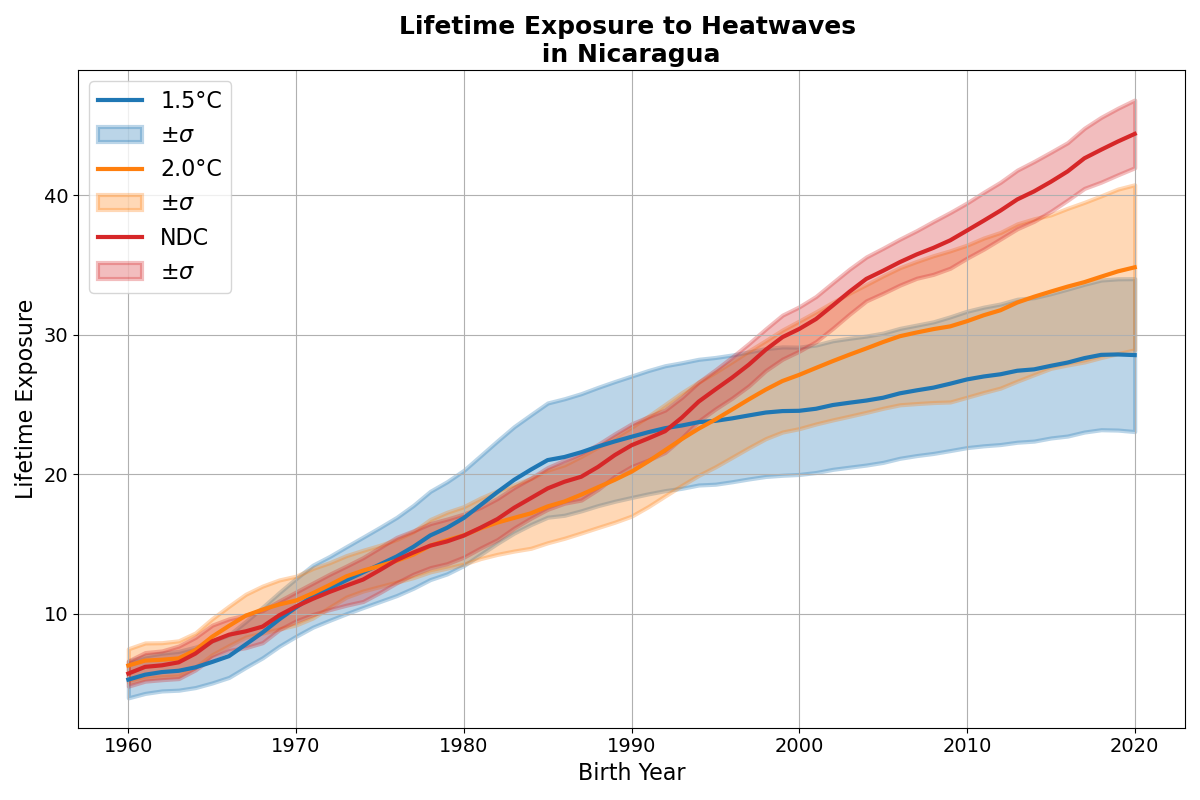 Lifetime Exposure to Heatwaves
in Nicaragua
1.5°C
±σ
2.0°C
±σ
NDC
±σ
Lifetime Exposure
40
30
20
10
1960
1970
1980
1990
2000
2010
2020
Birth Year